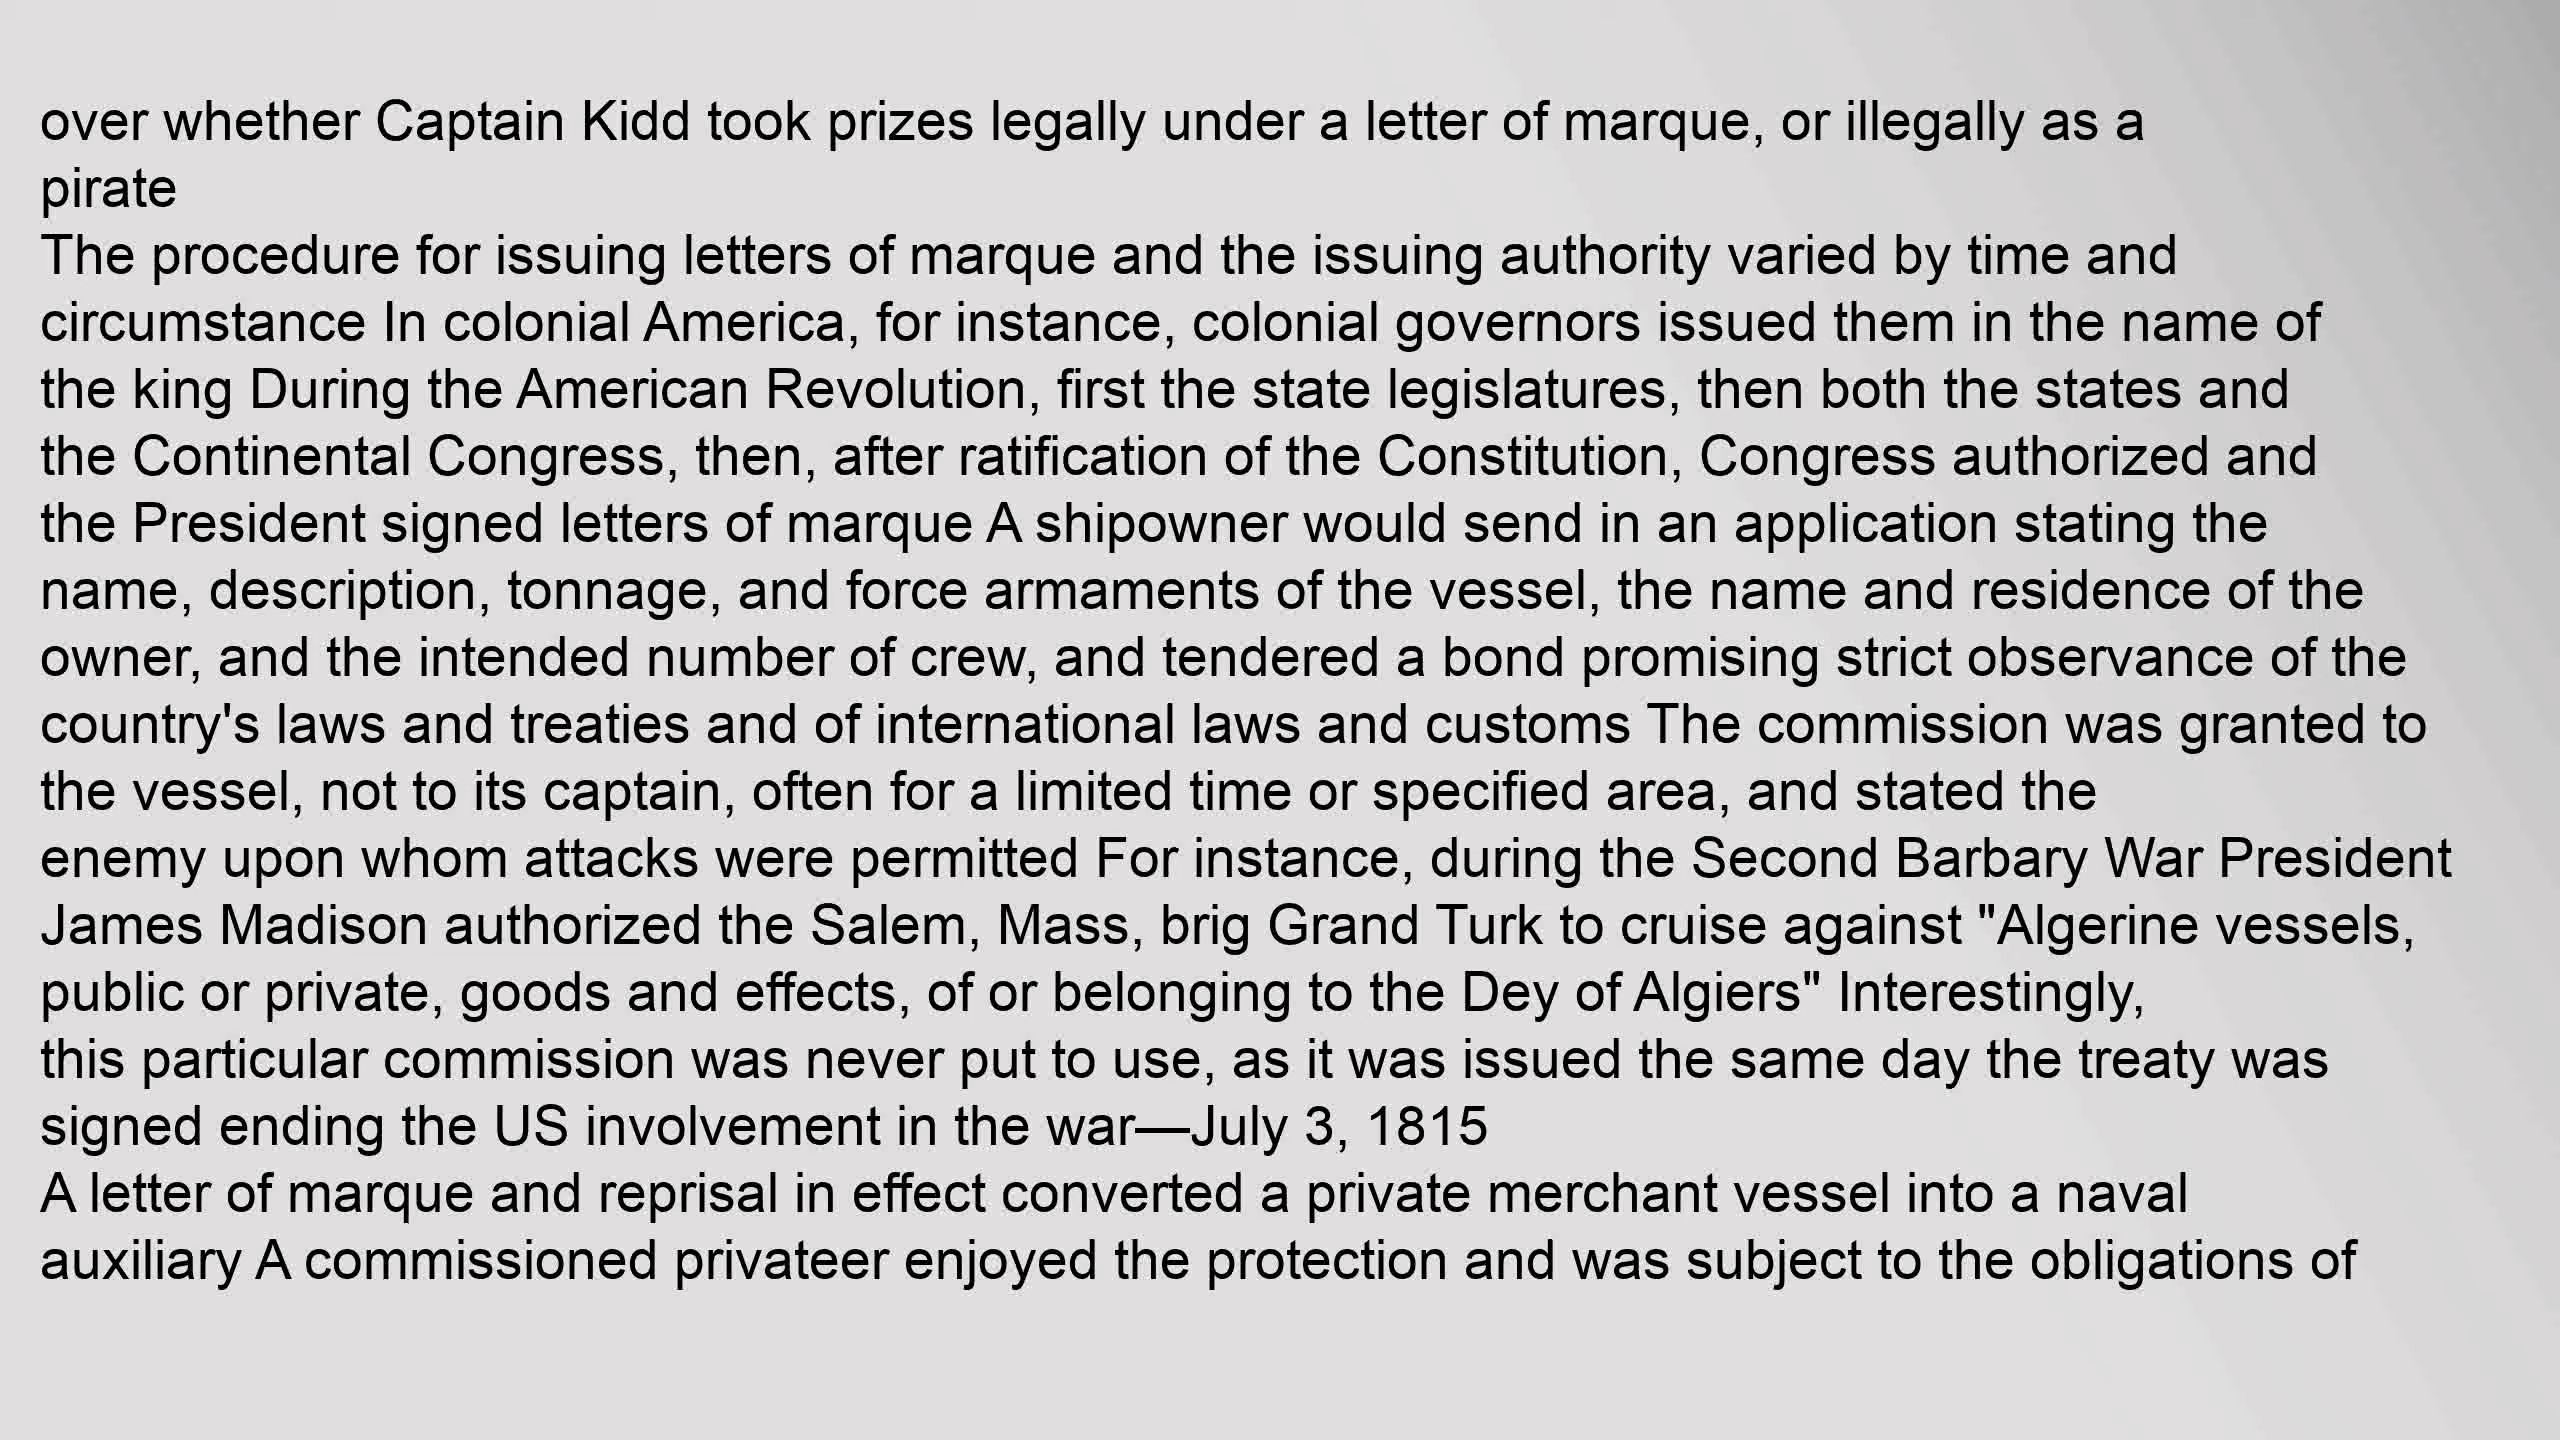 over whether Captain Kidd took prizes legally under a letter of marque, or illegally as a
pirate
The procedure for issuing letters of marque and the issuing authority varied by time and
circumstance In colonial America, for instance, colonial governors issued them in the name of
the king During the American Revolution, first the state legislatures, then both the states and
the Continental Congress, then, after ratification of the Constitution, Congress authorized and
the President signed letters of marque A shipowner would send in an application stating the
name, description, tonnage, and force armaments of the vessel, the name and residence of the
owner, and the intended number of crew, and tendered a bond promising strict observance of the
country's laws and treaties and of international laws and customs The commission was granted to
the vessel, not to its captain, often for a limited time or specified area, and stated the
enemy upon whom attacks were permitted For instance, during the Second Barbary War President
James Madison authorized the Salem, Mass, brig Grand Turk to cruise against "Algerine vessels,
public or private, goods and effects, of or belonging to the Dey of Algiers" Interestingly,
this particular commission was never put to use, as it was issued the same day the treaty was
signed ending the US involvement in the war—July 3, 1815
A letter of marque and reprisal in effect converted a private merchant vessel into a naval
auxiliary A commissioned privateer enjoyed the protection and was subject to the obligations of